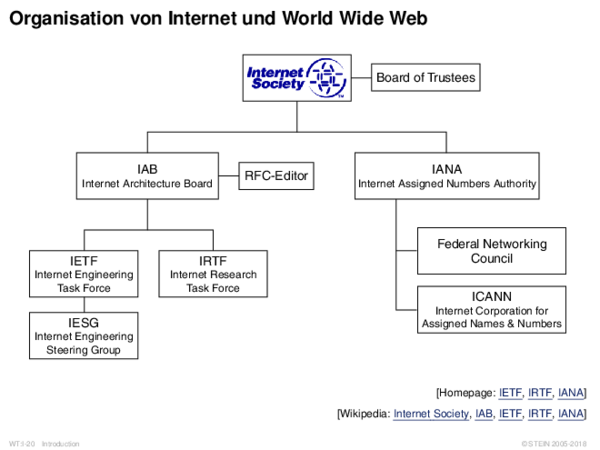 Organisation von Internet und World Wide Web
Internet
Society
TM
Board of Trustees
IAB
Internet Architecture Board
RFC-Editor
IANA
Internet Assigned Numbers Authority
IETF
Internet Engineering
Task Force
IRTF
Internet Research
Task Force
Federal Networking
Council
IESG
Internet Engineering
Steering Group
ICANN
Internet Corporation for
Assigned Names & Numbers
[Homepage: IETF, IRTF, IANA]
[Wikipedia: Internet Society, IAB, IETF, IRTF, IANA]
WT:I-20 Introduction
© STEIN 2005-2018